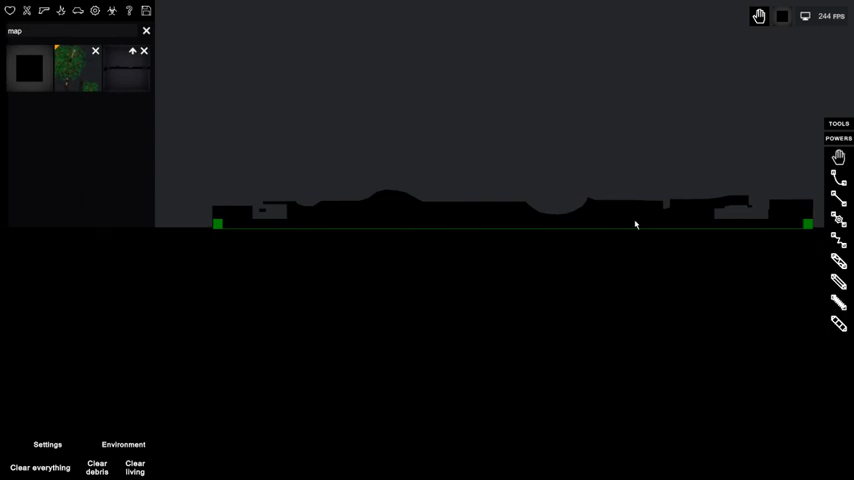 map
244 FPS
TOOLS
POWERS
Settings
Environment
Clear everything
Clear debris
Clear living